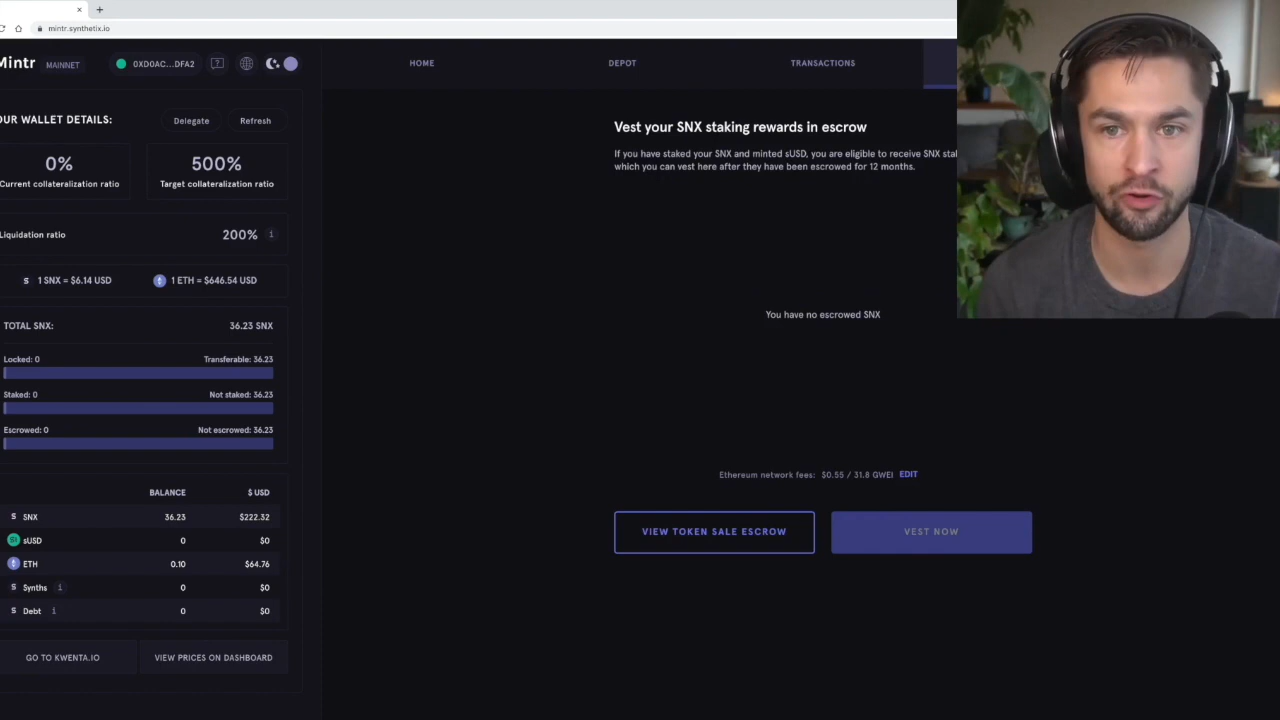 mintr.synthetix.io
Mintr MAINNET
0XD0AC...DFA2
HOME
DEPOT
TRANSACTIONS
OUR WALLET DETAILS:
Delegate
Refresh
0%
Current collateralization ratio
500%
Target collateralization ratio
Liquidation ratio
200%
1 SNX = $6.14 USD
1 ETH = $646.54 USD
TOTAL SNX:
36.23 SNX
Locked: 0
Transferable: 36.23
Staked: 0
Not staked: 36.23
Escrowed: 0
Not escrowed: 36.23
BALANCE
$ USD
SNX 36.23 $222.32
sUSD 0 $0
ETH 0.10 $64.76
Synths 0 $0
Debt 0 $0
GO TO KWENTA.IO
VIEW PRICES ON DASHBOARD
Vest your SNX staking rewards in escrow
If you have staked your SNX and minted sUSD, you are eligible to receive SNX sta
which you can vest here after they have been escrowed for 12 months.
You have no escrowed SNX
Ethereum network fees: $0.55 / 31.8 GWEI EDIT
VIEW TOKEN SALE ESCROW
VEST NOW